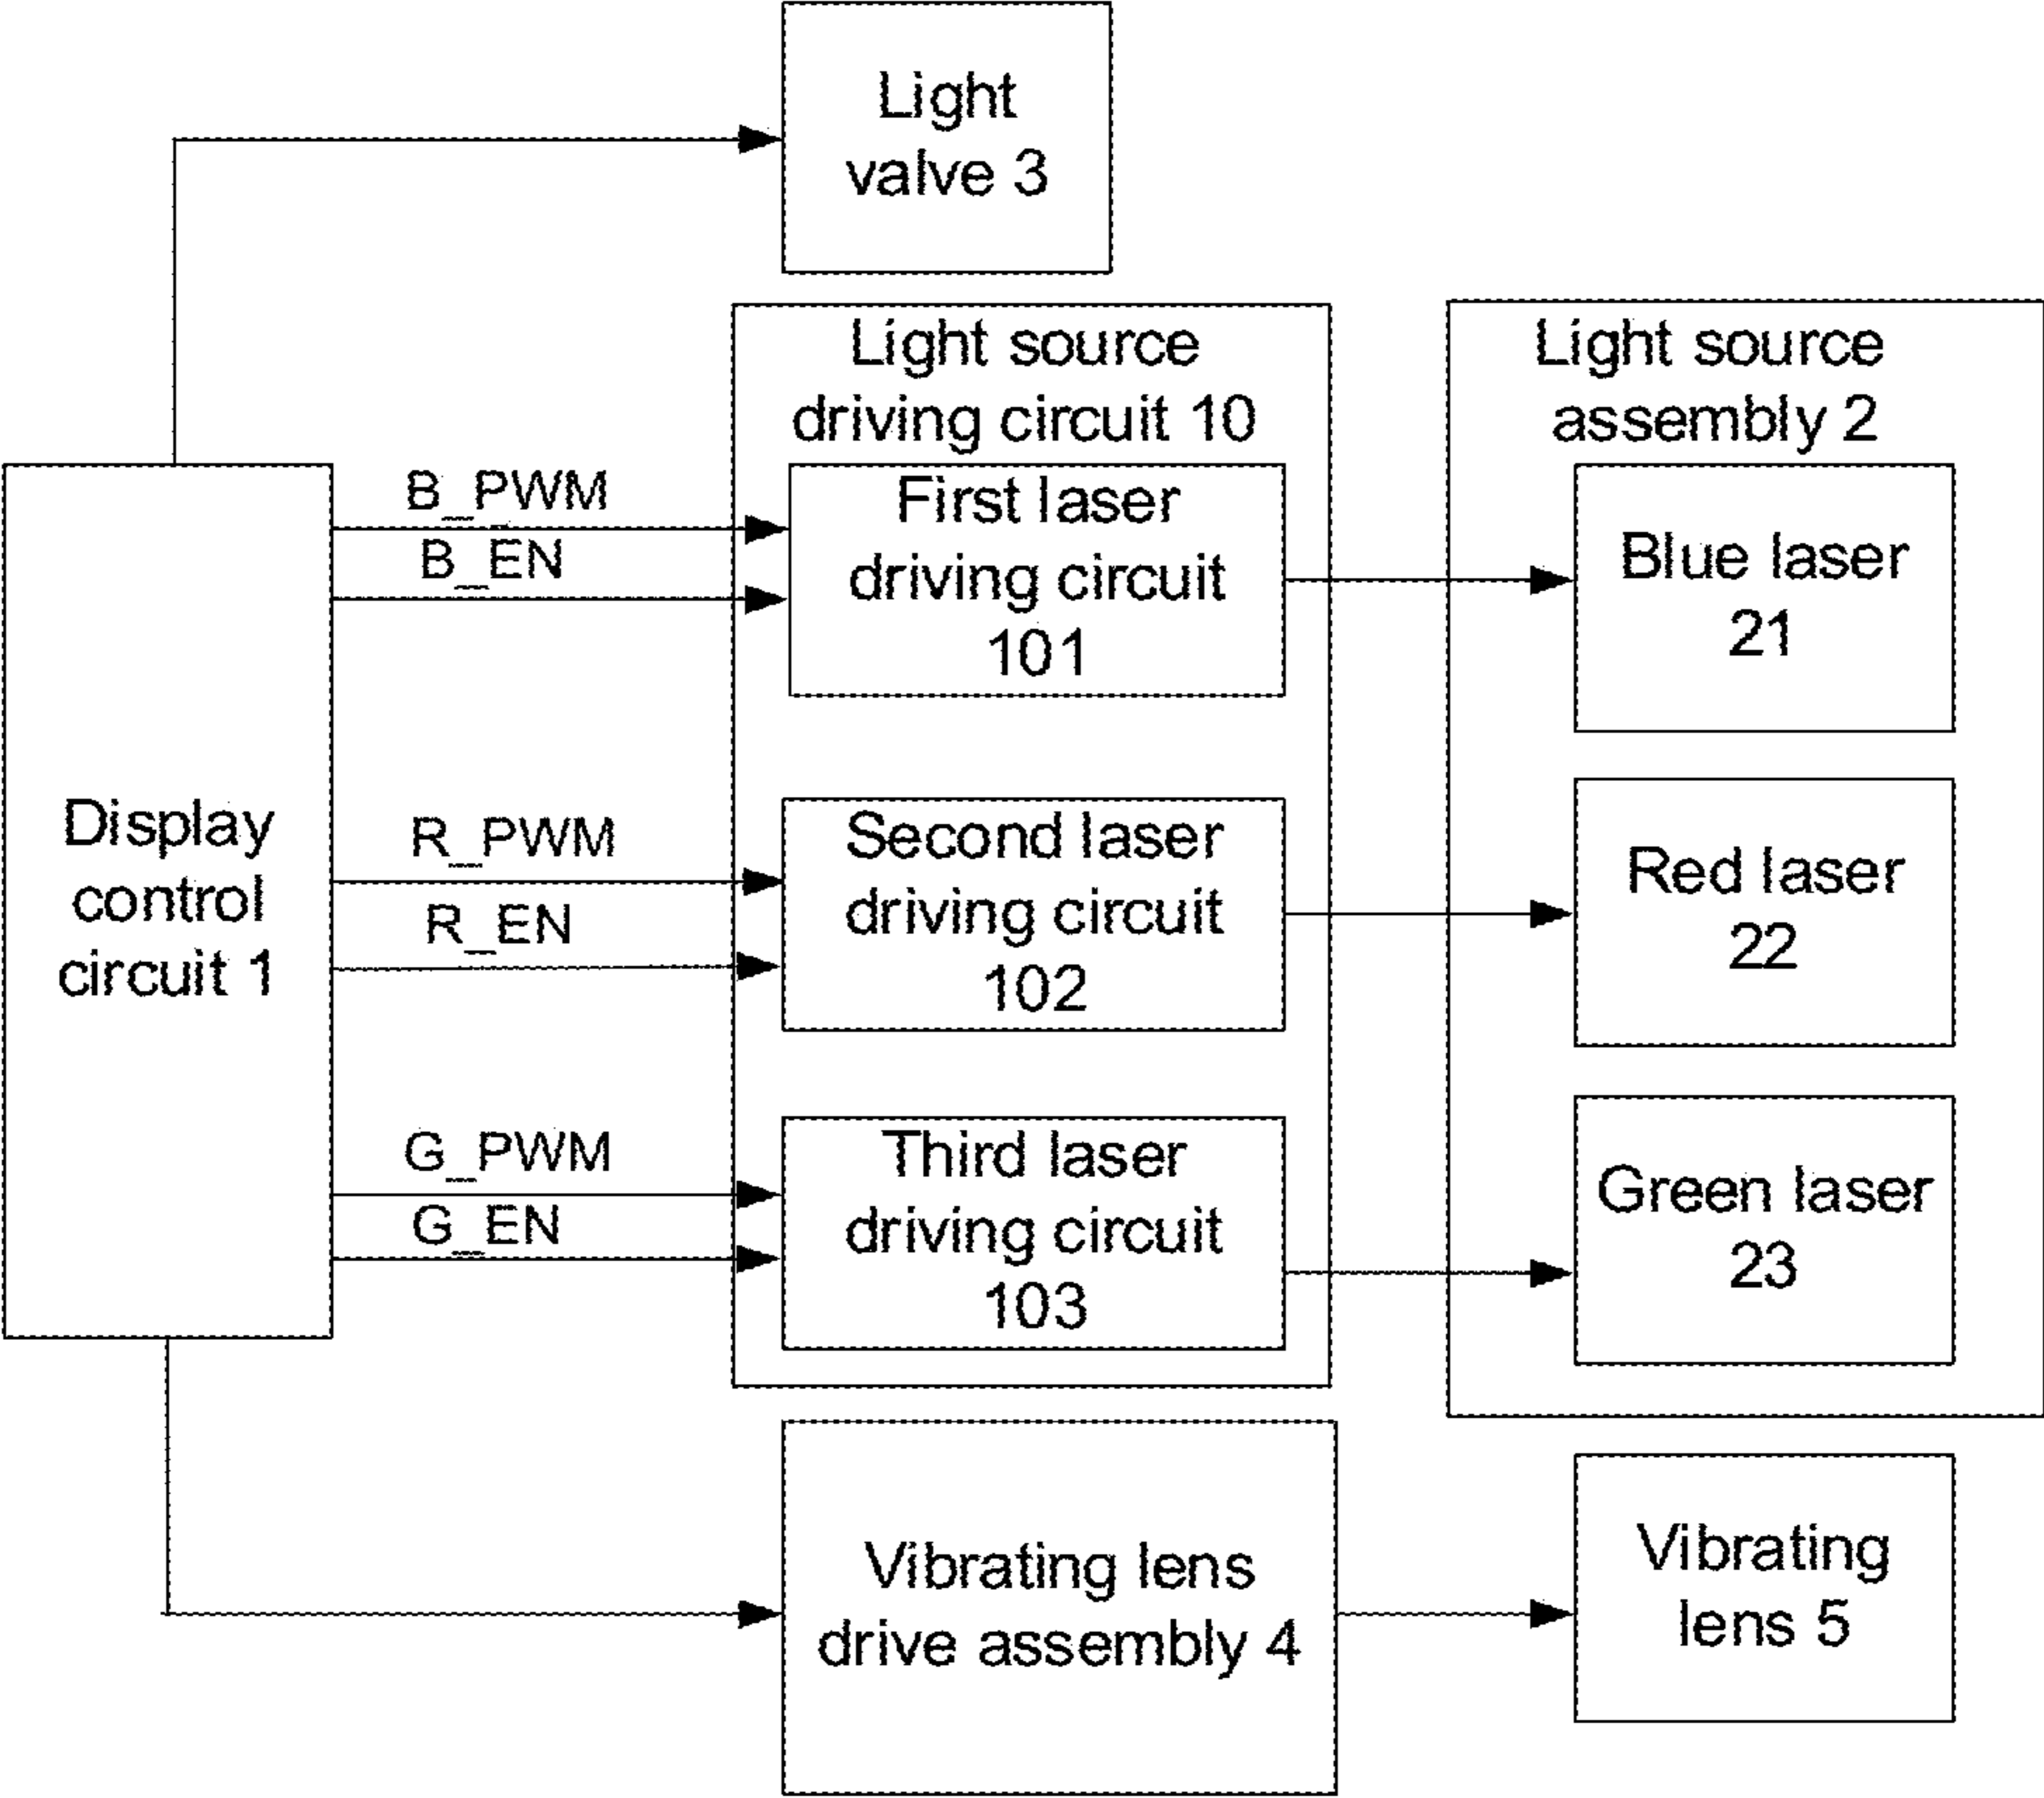 Light
valve 3
Light source
driving circuit 10
Light source
assembly 2
B_PWM
B_EN
First laser
driving circuit
101
Blue laser
21
Display
control
circuit 1
R_PWM
R_EN
Second laser
driving circuit
102
Red laser
22
G_PWM
G_EN
Third laser
driving circuit
103
Green laser
23
Vibrating lens
drive assembly 4
Vibrating
lens 5